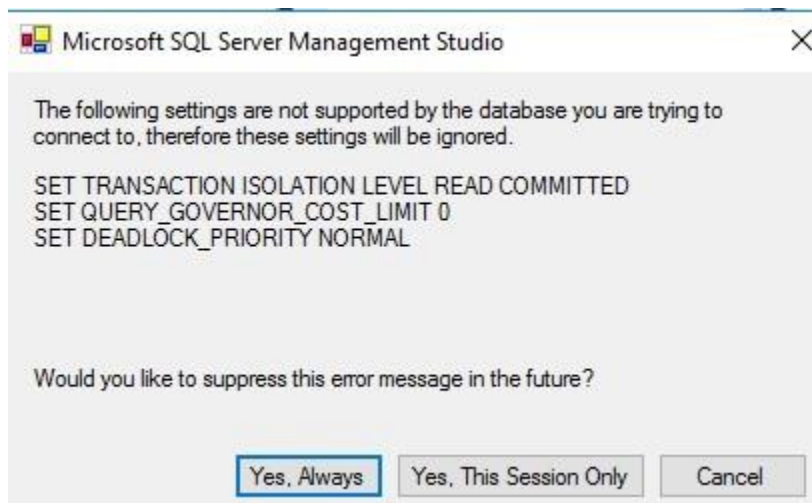 Microsoft SQL Server Management Studio
The following settings are not supported by the database you are trying to
connect to, therefore these settings will be ignored.
SET TRANSACTION ISOLATION LEVEL READ COMMITTED
SET QUERY_GOVERNOR_COST_LIMIT 0
SET DEADLOCK_PRIORITY NORMAL
Would you like to suppress this error message in the future?
Yes, Always Yes, This Session Only Cancel